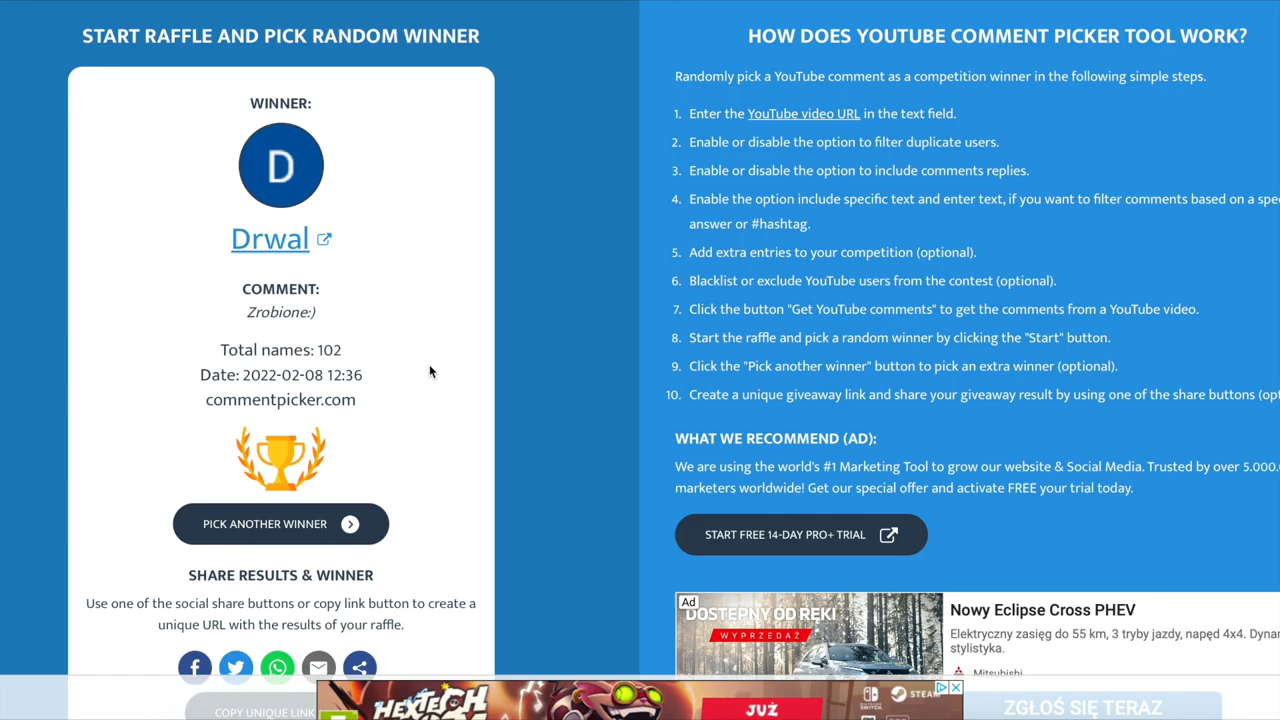 START RAFFLE AND PICK RANDOM WINNER
WINNER:
D
Drwal
COMMENT:
Zrobione:)
Total names: 102
Date: 2022-02-08 12:36
commentpicker.com
PICK ANOTHER WINNER
SHARE RESULTS & WINNER
Use one of the social share buttons or copy link button to create a
unique URL with the results of your raffle.
COPY UNIQUE LINK
HOW DOES YOUTUBE COMMENT PICKER TOOL WORK?
Randomly pick a YouTube comment as a competition winner in the following simple steps.
1. Enter the YouTube video URL in the text field.
2. Enable or disable the option to filter duplicate users.
3. Enable or disable the option to include comments replies.
4. Enable the option include specific text and enter text, if you want to filter comments based on a spe
answer or #hashtag.
5. Add extra entries to your competition (optional).
6. Blacklist or exclude YouTube users from the contest (optional).
7. Click the button "Get YouTube comments" to get the comments from a YouTube video.
8. Start the raffle and pick a random winner by clicking the "Start" button.
9. Click the "Pick another winner" button to pick an extra winner (optional).
10. Create a unique giveaway link and share your giveaway result by using one of the share buttons (opt
WHAT WE RECOMMEND (AD):
We are using the world's #1 Marketing Tool to grow our website & Social Media. Trusted by over 5.000.
marketers worldwide! Get our special offer and activate FREE your trial today.
START FREE 14-DAY PRO+ TRIAL
Ad
DOSTĘPNY OD RĘKI
WYPRZEDAŻ
Nowy Eclipse Cross PHEV
Elektryczny zasięg do 55 km, 3 tryby jazdy, napęd 4x4. Dyna
stylistyka.
Mitsubishi
HEXTECH
JUŻ
SWITCH
STEAM
ZGŁOŚ SIĘ TERAZ